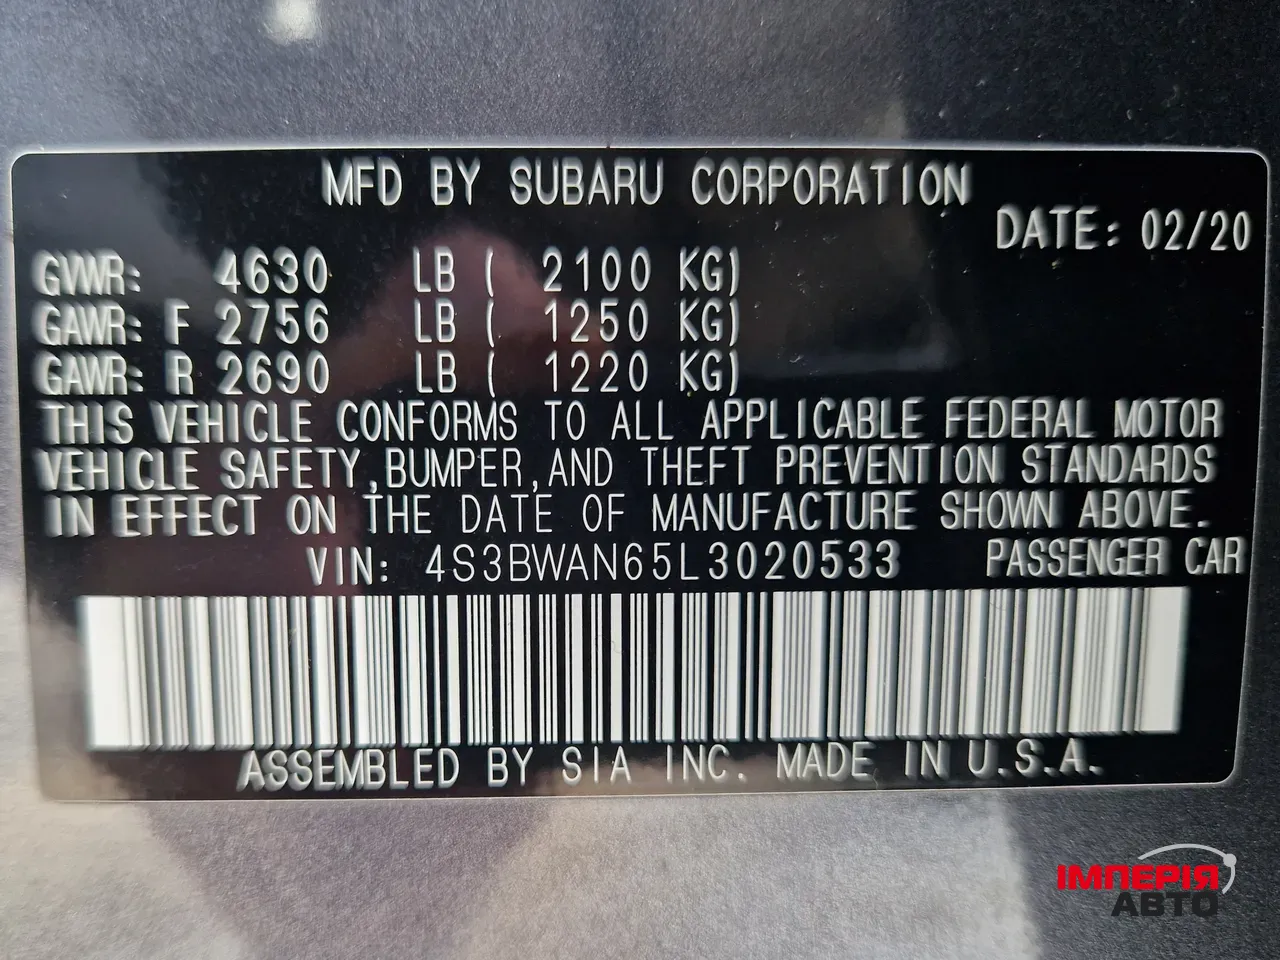 MFD BY SUBARU CORPORATION
DATE: 02/20
GVWR: 4630 LB ( 2100 KG)
GAWR: F 2756 LB ( 1250 KG)
GAWR: R 2690 LB ( 1220 KG)
THIS VEHICLE CONFORMS TO ALL APPLICABLE FEDERAL MOTOR
VEHICLE SAFETY,BUMPER,AND THEFT PREVENTION STANDARDS
IN EFFECT ON THE DATE OF MANUFACTURE SHOWN ABOVE.
VIN: 4S3BWAN65L3020533 PASSENGER CAR
ASSEMBLED BY SIA INC. MADE IN U.S.A.
ІМПЕРІЯ
АВТО